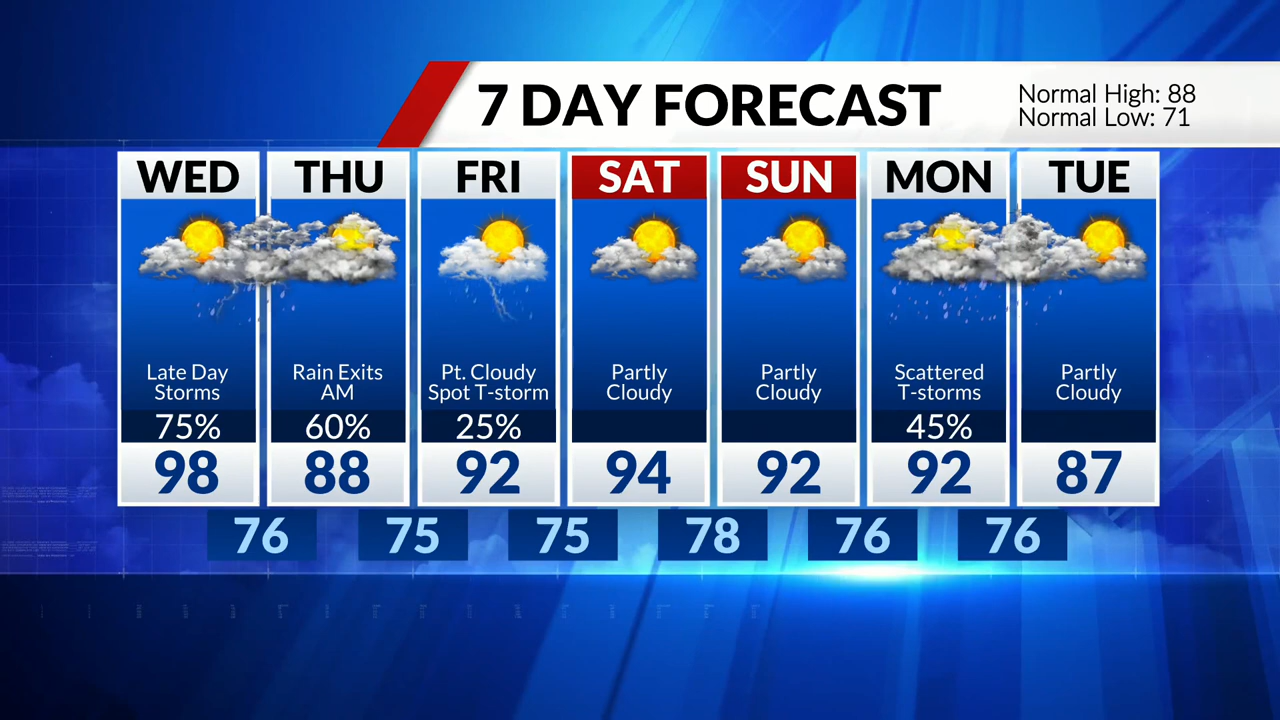 7 DAY FORECAST
Normal High: 88
Normal Low: 71
WED THU FRI SAT SUN MON TUE
Late Day Rain Exits Pt. Cloudy Partly Partly Scattered Partly
Storms AM Spot T-storm Cloudy Cloudy T-storms Cloudy
75% 60% 25% 45%
98 88 92 94 92 92 87
76 75 75 78 76 76